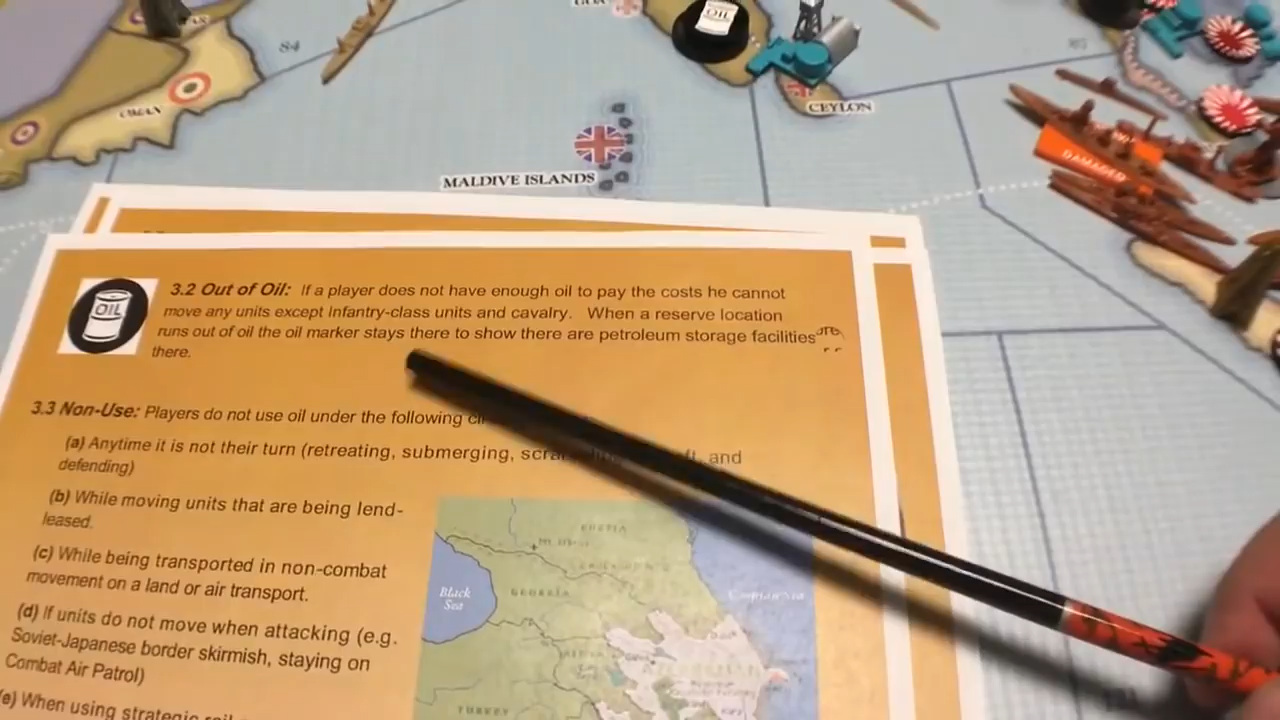 84
OIL
CEYLON
DAMAGED
MALDIVE ISLANDS
OIL
3.2 Out of Oil: If a player does not have enough oil to pay the costs he cannot
move any units except Infantry-class units and cavalry. When a reserve location
runs out of oil the oil marker stays there to show there are petroleum storage facilities
there.
3.3 Non-Use: Players do not use oil under the following
(a) Anytime it is not their turn (retreating, submerging, and
defending)
(b) While moving units that are being lend-
leased.
(c) While being transported in non-combat
movement on a land or air transport.
(d) If units do not move when attacking (e.g.
Soviet-Japanese border skirmish, staying on
Combat Air Patrol)
(e) When using strategic
Black
Sea
RUSSIA
GEORGIA
Caspian Sea
TURKEY